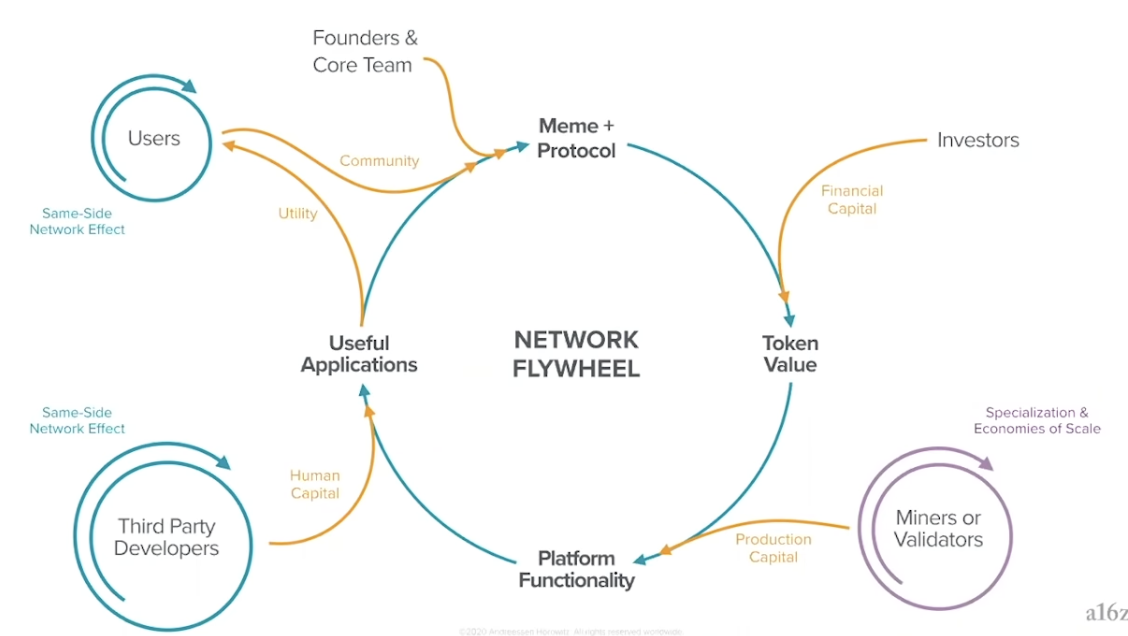 Founders &
Core Team
Users
Community
Utility
Same-Side
Network Effect
Meme +
Protocol
Investors
Financial
Capital
Useful
Applications
NETWORK
FLYWHEEL
Token
Value
Same-Side
Network Effect
Third Party
Developers
Human
Capital
Platform
Functionality
Production
Capital
Specialization &
Economies of Scale
Miners or
Validators
a16z
©2020 Andreessen Horowitz. All rights reserved worldwide.